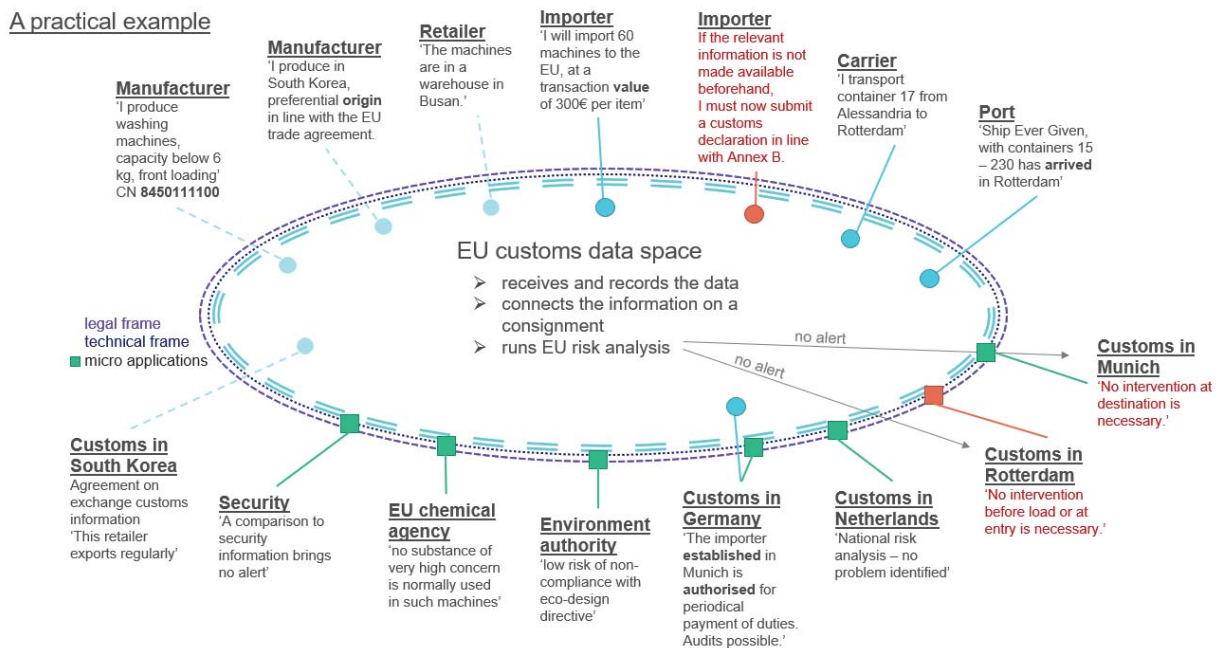 A practical example
Manufacturer
‘I produce
washing
machines,
capacity below 6
kg, front loading’
CN 8450111100
Manufacturer
‘I produce in
South Korea,
preferential origin
in line with the EU
trade agreement.
Retailer
‘The machines
are in a
warehouse in
Busan.’
Importer
‘I will import 60
machines to the
EU, at a
transaction value
of 300€ per item’
Importer
If the relevant
information is not
made available
beforehand,
I must now submit
a customs
declaration in line
with Annex B.
Carrier
‘I transport
container 17 from
Alessandria to
Rotterdam’
Port
‘Ship Ever Given,
with containers 15
– 230 has arrived
in Rotterdam’
EU customs data space
➢ receives and records the data
➢ connects the information on a
consignment
➢ runs EU risk analysis
no alert
no alert
legal frame
technical frame
micro applications
Customs in
South Korea
Agreement on
exchange customs
information
‘This retailer
exports regularly’
Security
‘A comparison to
security
information brings
no alert’
EU chemical
agency
‘no substance of
very high concern
is normally used
in such machines’
Environment
authority
‘low risk of non-
compliance with
eco-design
directive’
Customs in
Germany
‘The importer
established in
Munich is
authorised for
periodical
payment of duties.
Audits possible.’
Customs in
Netherlands
‘National risk
analysis – no
problem identified’
Customs in
Rotterdam
‘No intervention
before load or at
entry is necessary.’
Customs in
Munich
‘No intervention at
destination is
necessary.’